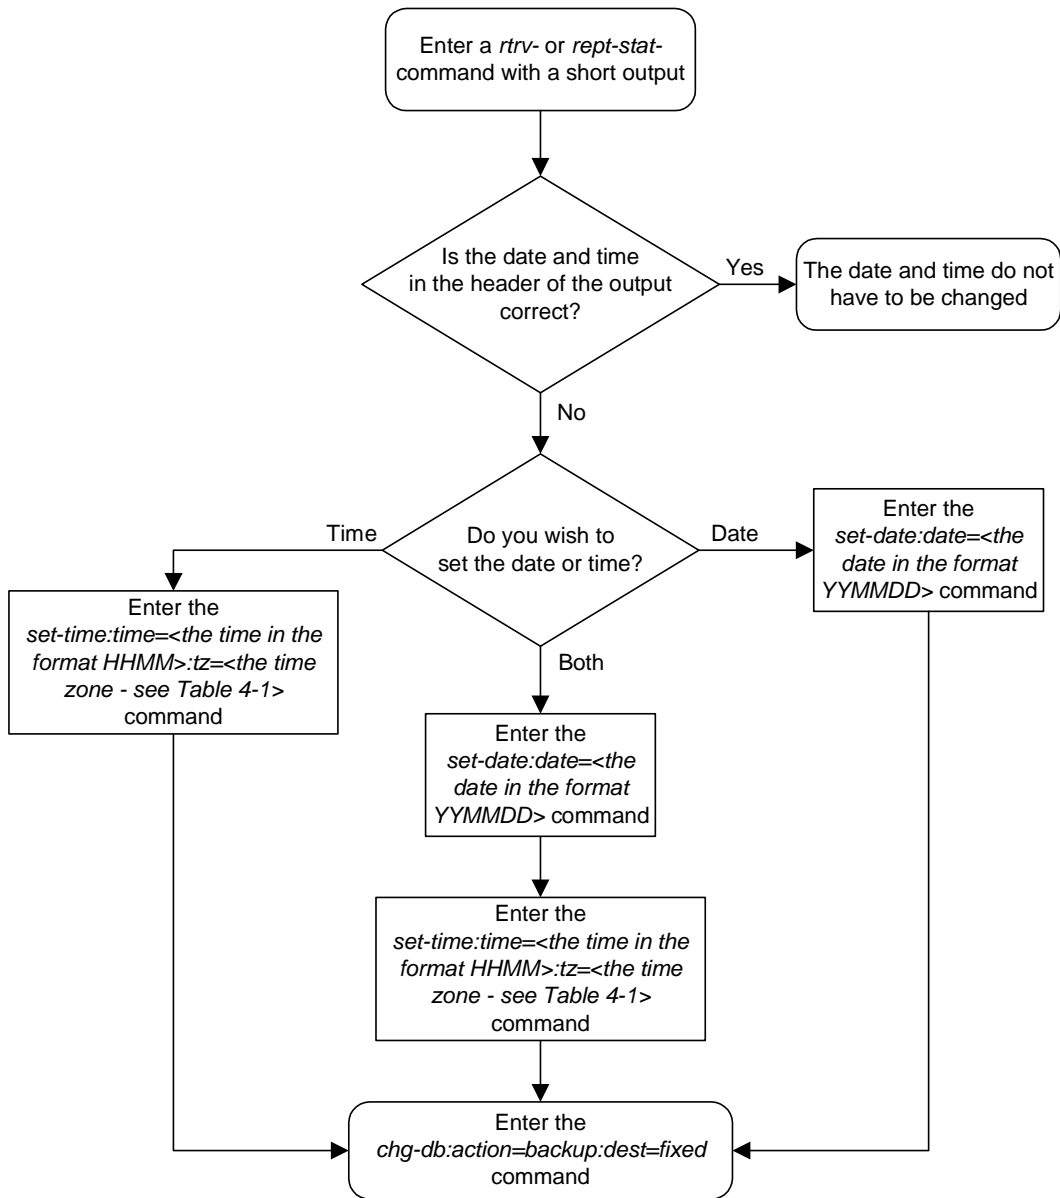 Enter a rtrv- or rept-stat-
command with a short output
Is the date and time
in the header of the output
correct?
Yes
The date and time do not
have to be changed
No
Do you wish to
set the date or time?
Time
Date
Both
Enter the
set-time:time=<the time in the
format HHMM>:tz=<the time
zone - see Table 4-1>
command
Enter the
set-date:date=<the
date in the format
YYMMDD> command
Enter the
set-date:date=<the
date in the format
YYMMDD> command
Enter the
set-time:time=<the time in the
format HHMM>:tz=<the time
zone - see Table 4-1>
command
Enter the
chg-db:action=backup:dest=fixed
command